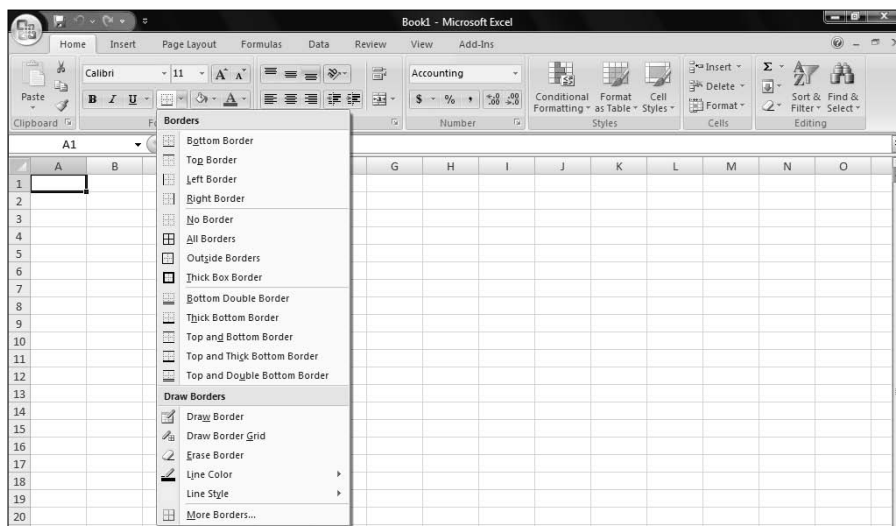 Book1 - Microsoft Excel
Home Insert Page Layout Formulas Data Review View Add-Ins
Calibri 11 A A Accounting Insert Σ
Paste B I U A $ % , .0 .00 .00 .0 Conditional Formatting Format as Table Cell Styles Delete Format Sort & Filter Find & Select
Clipboard Number Styles Cells Editing
A1
A B G H I J K L M N O
Borders
Bottom Border
Top Border
Left Border
Right Border
No Border
All Borders
Outside Borders
Thick Box Border
Bottom Double Border
Thick Bottom Border
Top and Bottom Border
Top and Thick Bottom Border
Top and Double Bottom Border
Draw Borders
Draw Border
Draw Border Grid
Erase Border
Line Color
Line Style
More Borders...
1
2
3
4
5
6
7
8
9
10
11
12
13
14
15
16
17
18
19
20